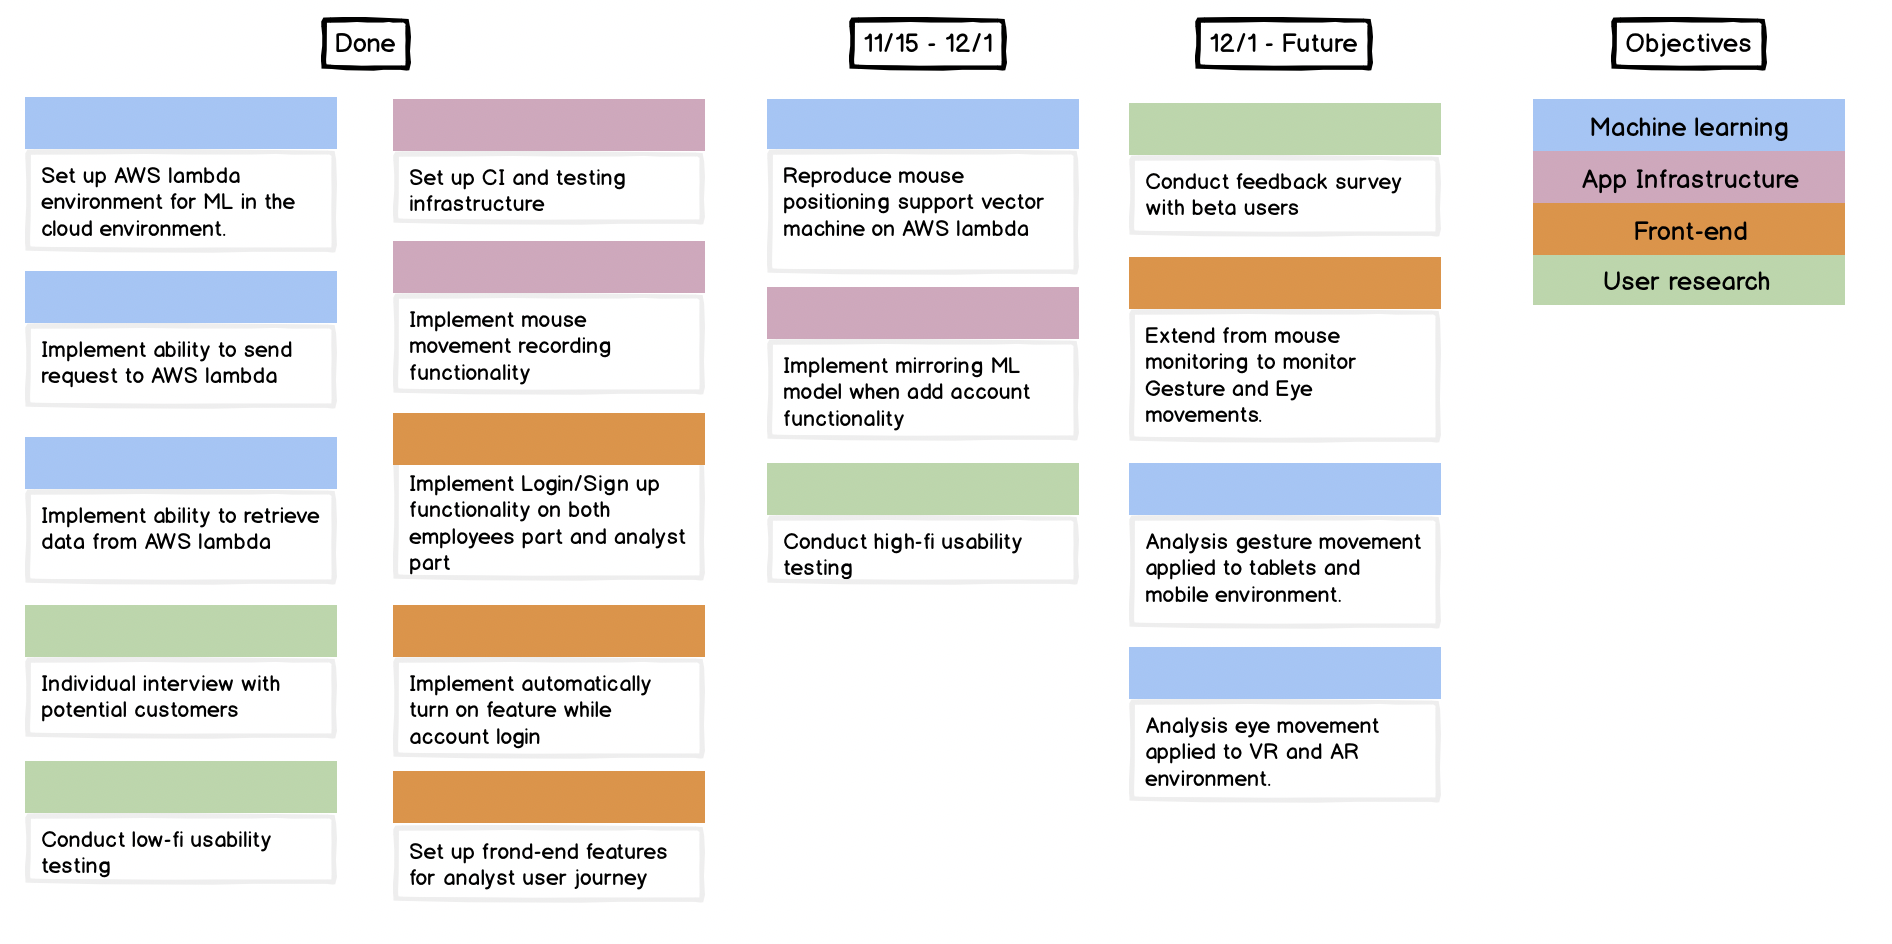 Done
11/15 - 12/1
12/1 - Future
Objectives
Set up AWS lambda
environment for ML in the
cloud environment.
Implement ability to send
request to AWS lambda
Implement ability to retrieve
data from AWS lambda
Individual interview with
potential customers
Conduct low-fi usability
testing
Set up CI and testing
infrastructure
Implement mouse
movement recording
functionality
Implement Login/Sign up
functionality on both
employees part and analyst
part
Implement automatically
turn on feature while
account login
Set up frond-end features
for analyst user journey
Reproduce mouse
positioning support vector
machine on AWS lambda
Implement mirroring ML
model when add account
functionality
Conduct high-fi usability
testing
Conduct feedback survey
with beta users
Extend from mouse
monitoring to monitor
Gesture and Eye
movements.
Analysis gesture movement
applied to tablets and
mobile environment.
Analysis eye movement
applied to VR and AR
environment.
Machine learning
App Infrastructure
Front-end
User research